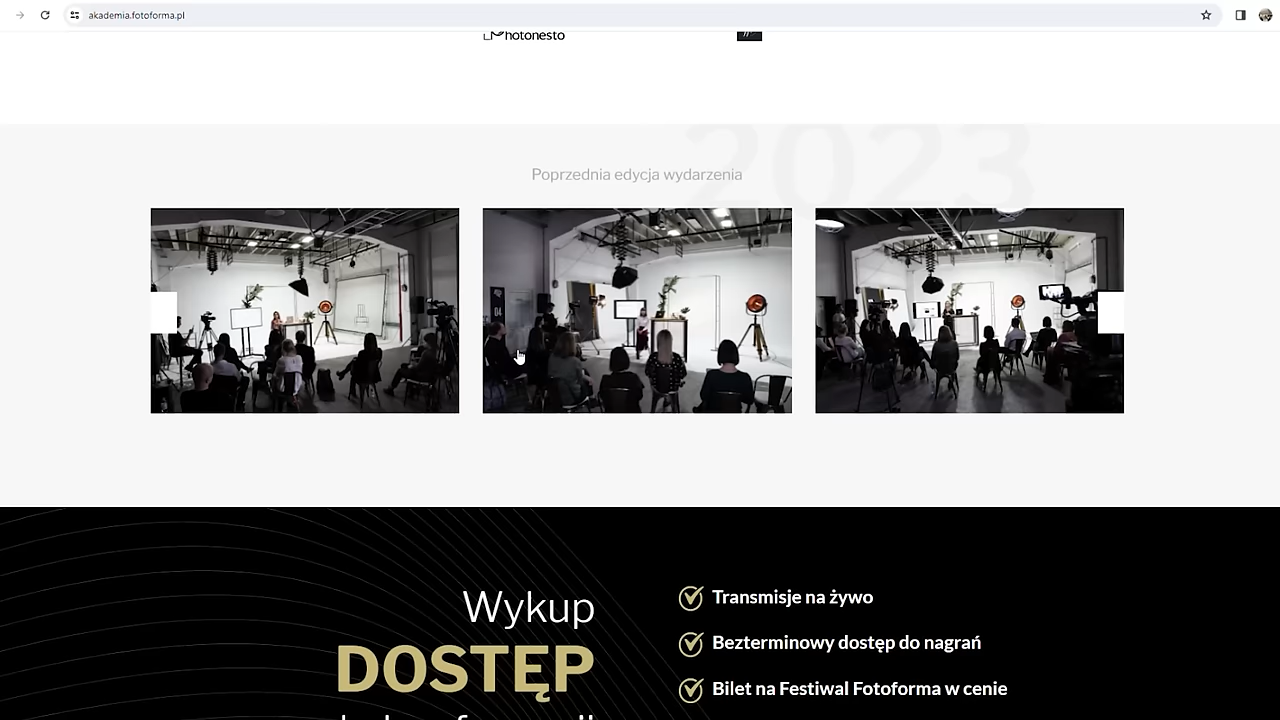 akademia.fotoforma.pl
hotonesto
2023
Poprzednia edycja wydarzenia
04
Wykup
DOSTĘP
Transmisje na żywo
Bezterminowy dostęp do nagrań
Bilet na Festiwal Fotoforma w cenie